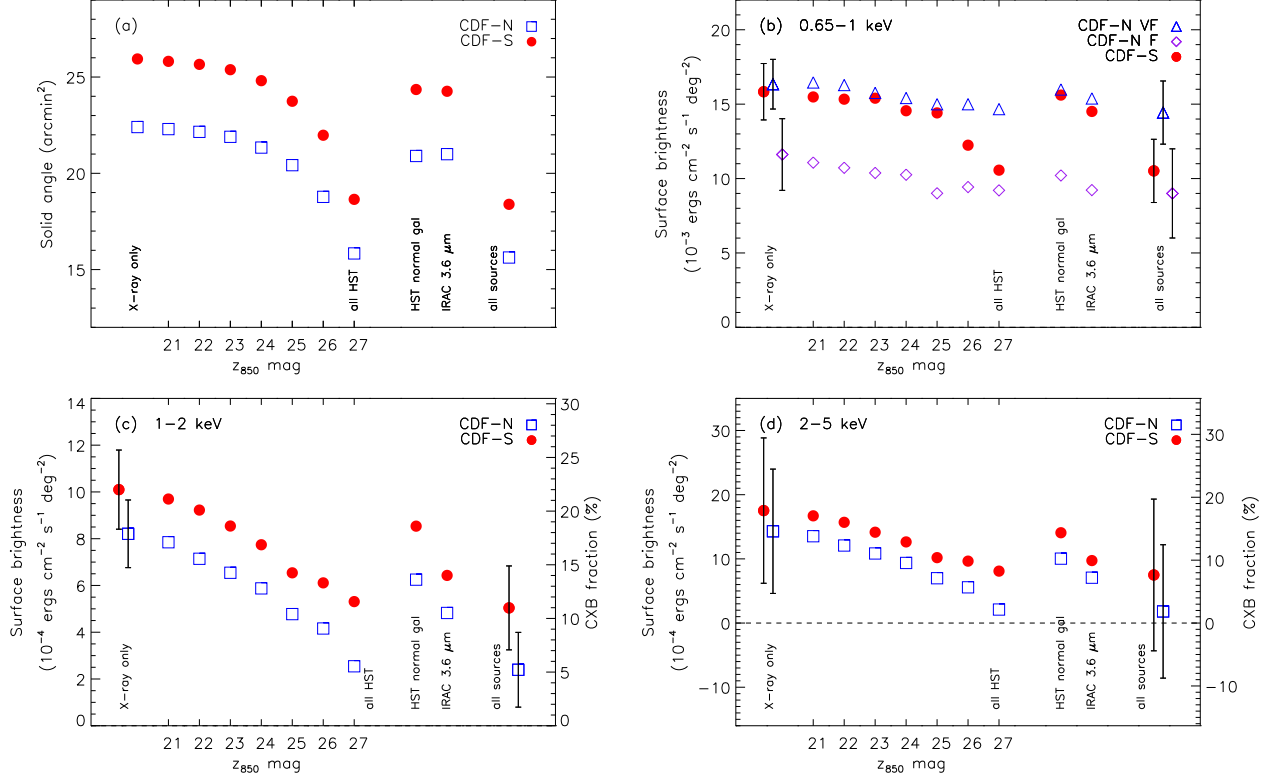 (a)
CDF-N
CDF-S
25
20
15
Solid angle (arcmin²)
X-ray only
all HST
HST normal gal
IRAC 3.6 μm
all sources
21 22 23 24 25 26 27
z₈₅₀ mag
(b) 0.65-1 keV
CDF-N VF
CDF-N F
CDF-S
20
15
10
5
0
Surface brightness
(10⁻³ ergs cm⁻² s⁻¹ deg⁻²)
X-ray only
all HST
HST normal gal
IRAC 3.6 μm
all sources
21 22 23 24 25 26 27
z₈₅₀ mag
(c) 1-2 keV
CDF-N
CDF-S
14
12
10
8
6
4
2
0
Surface brightness
(10⁻⁴ ergs cm⁻² s⁻¹ deg⁻²)
X-ray only
all HST
HST normal gal
IRAC 3.6 μm
all sources
30
25
20
15
10
5
0
CXB fraction (%)
21 22 23 24 25 26 27
z₈₅₀ mag
(d) 2-5 keV
CDF-N
CDF-S
30
20
10
0
-10
Surface brightness
(10⁻⁴ ergs cm⁻² s⁻¹ deg⁻²)
X-ray only
all HST
HST normal gal
IRAC 3.6 μm
all sources
30
20
10
0
-10
CXB fraction (%)
21 22 23 24 25 26 27
z₈₅₀ mag